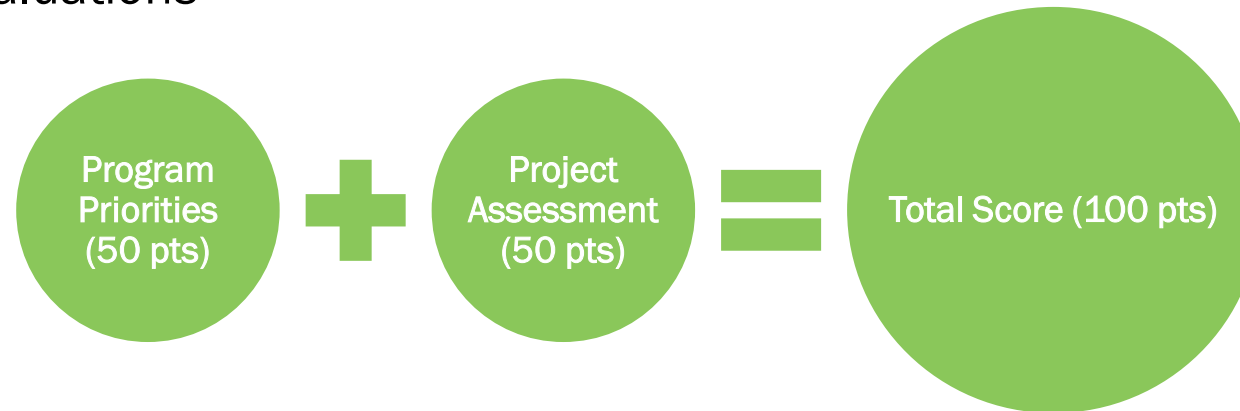 Program
Priorities
(50 pts)
Project
Assessment
(50 pts)
Total Score (100 pts)